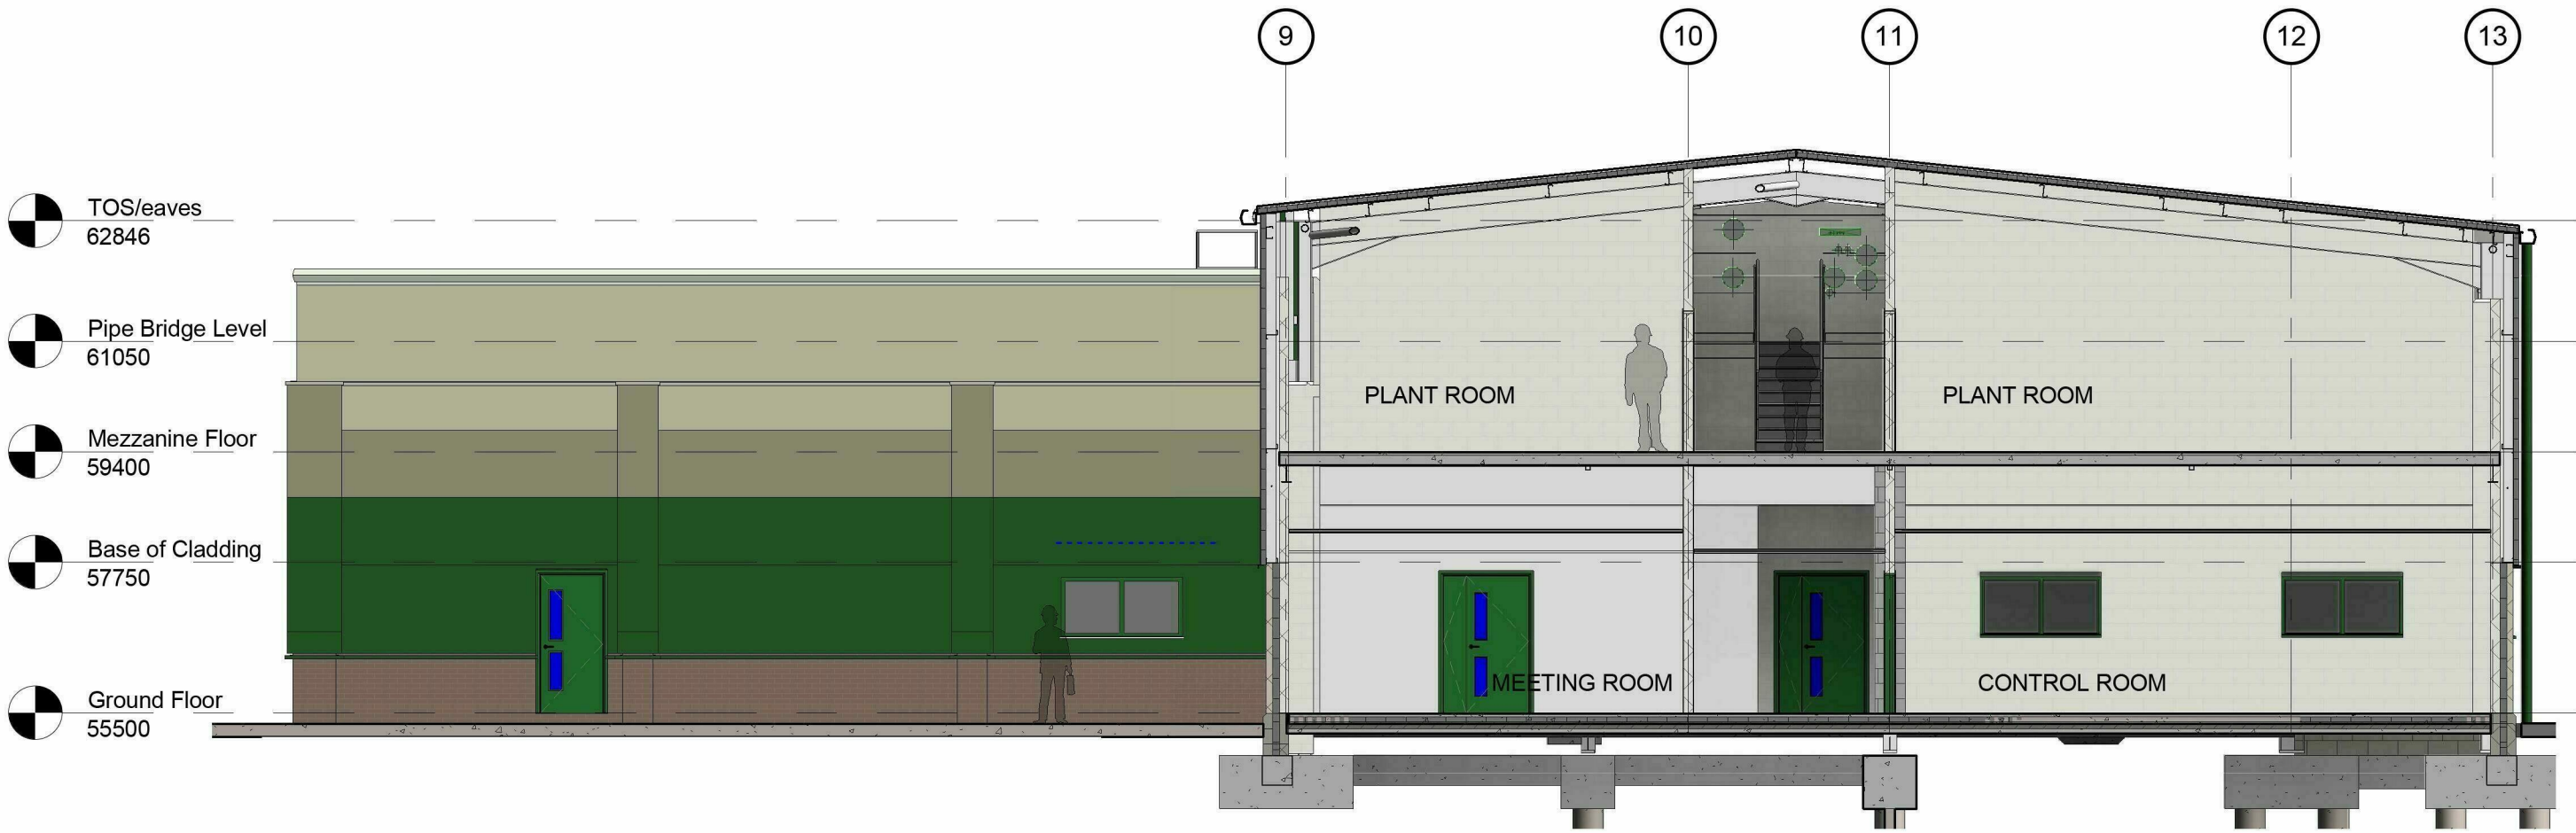 9
10
11
12
13
TOS/eaves
62846
Pipe Bridge Level
61050
PLANT ROOM
PLANT ROOM
Mezzanine Floor
59400
Base of Cladding
57750
MEETING ROOM
CONTROL ROOM
Ground Floor
55500